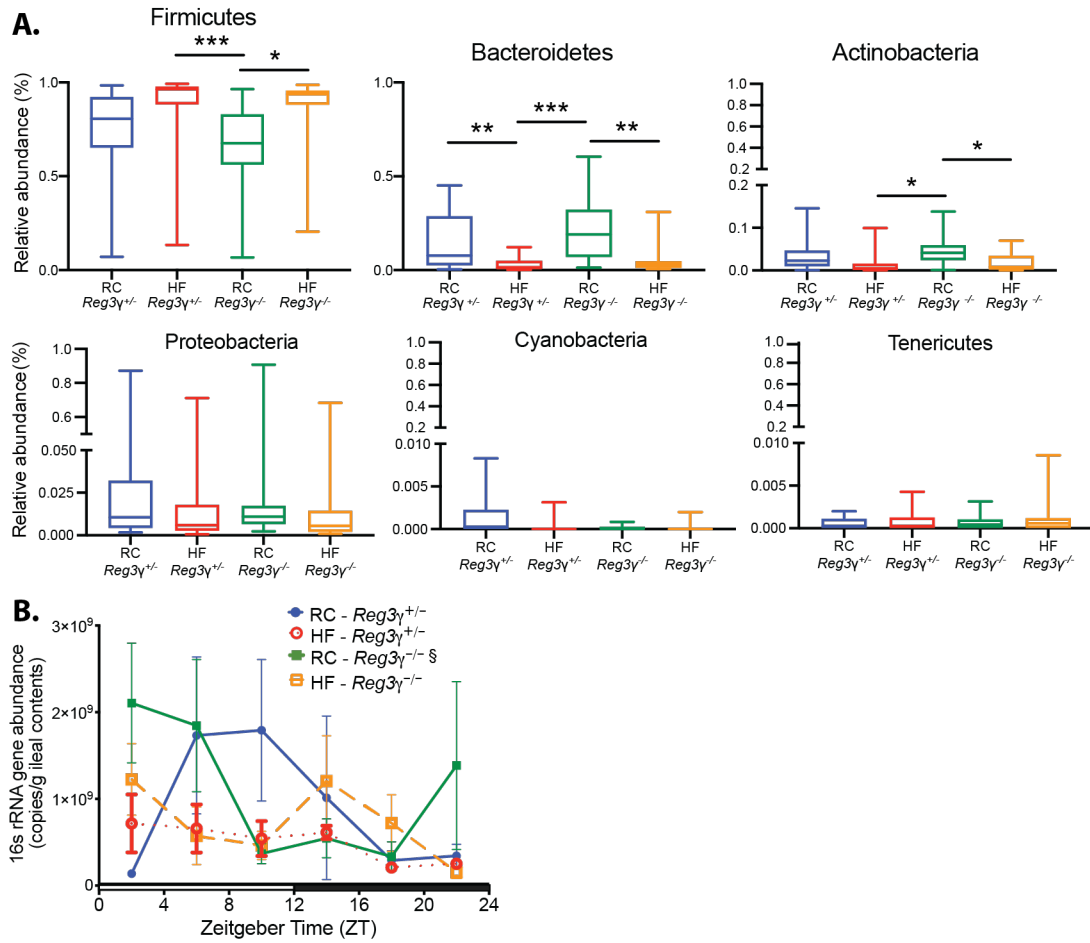 A.
Firmicutes
Relative abundance (%)
1.0
0.5
0.0
***
*
RC HF RC HF
Reg3γ+/- Reg3γ+/- Reg3γ-/- Reg3γ-/-
Bacteroidetes
1.0
0.5
0.0
**
***
**
RC HF RC HF
Reg3γ+/- Reg3γ+/- Reg3γ-/- Reg3γ-/-
Actinobacteria
1.0
0.8
0.6
0.4
0.2
0.2
0.1
0.0
*
*
RC HF RC HF
Reg3γ +/- Reg3γ +/- Reg3γ -/- Reg3γ -/-
Proteobacteria
Relative abundance (%)
1.0
0.8
0.6
0.050
0.025
0.000
RC HF RC HF
Reg3γ+/- Reg3γ+/- Reg3γ-/- Reg3γ-/-
Cyanobacteria
1.0
0.8
0.6
0.4
0.2
0.010
0.005
0.000
RC HF RC HF
Reg3γ+/- Reg3γ+/- Reg3γ-/- Reg3γ-/-
Tenericutes
1.0
0.8
0.6
0.4
0.2
0.010
0.005
0.000
RC HF RC HF
Reg3γ+/- Reg3γ+/- Reg3γ-/- Reg3γ-/-
B.
RC - Reg3γ+/-
HF - Reg3γ+/-
RC - Reg3γ-/- §
HF - Reg3γ-/-
16s rRNA gene abundance
(copies/g ileal contents)
3×10⁹
2×10⁹
1×10⁹
0
0 4 8 12 14 18 20 24
Zeitgeber Time (ZT)